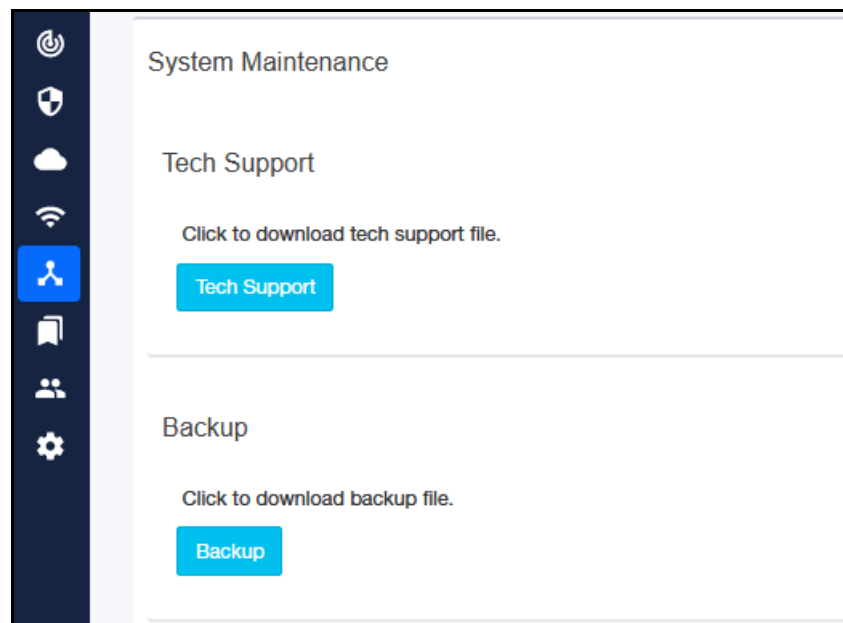 System Maintenance
Tech Support
Click to download tech support file.
Tech Support
Backup
Click to download backup file.
Backup